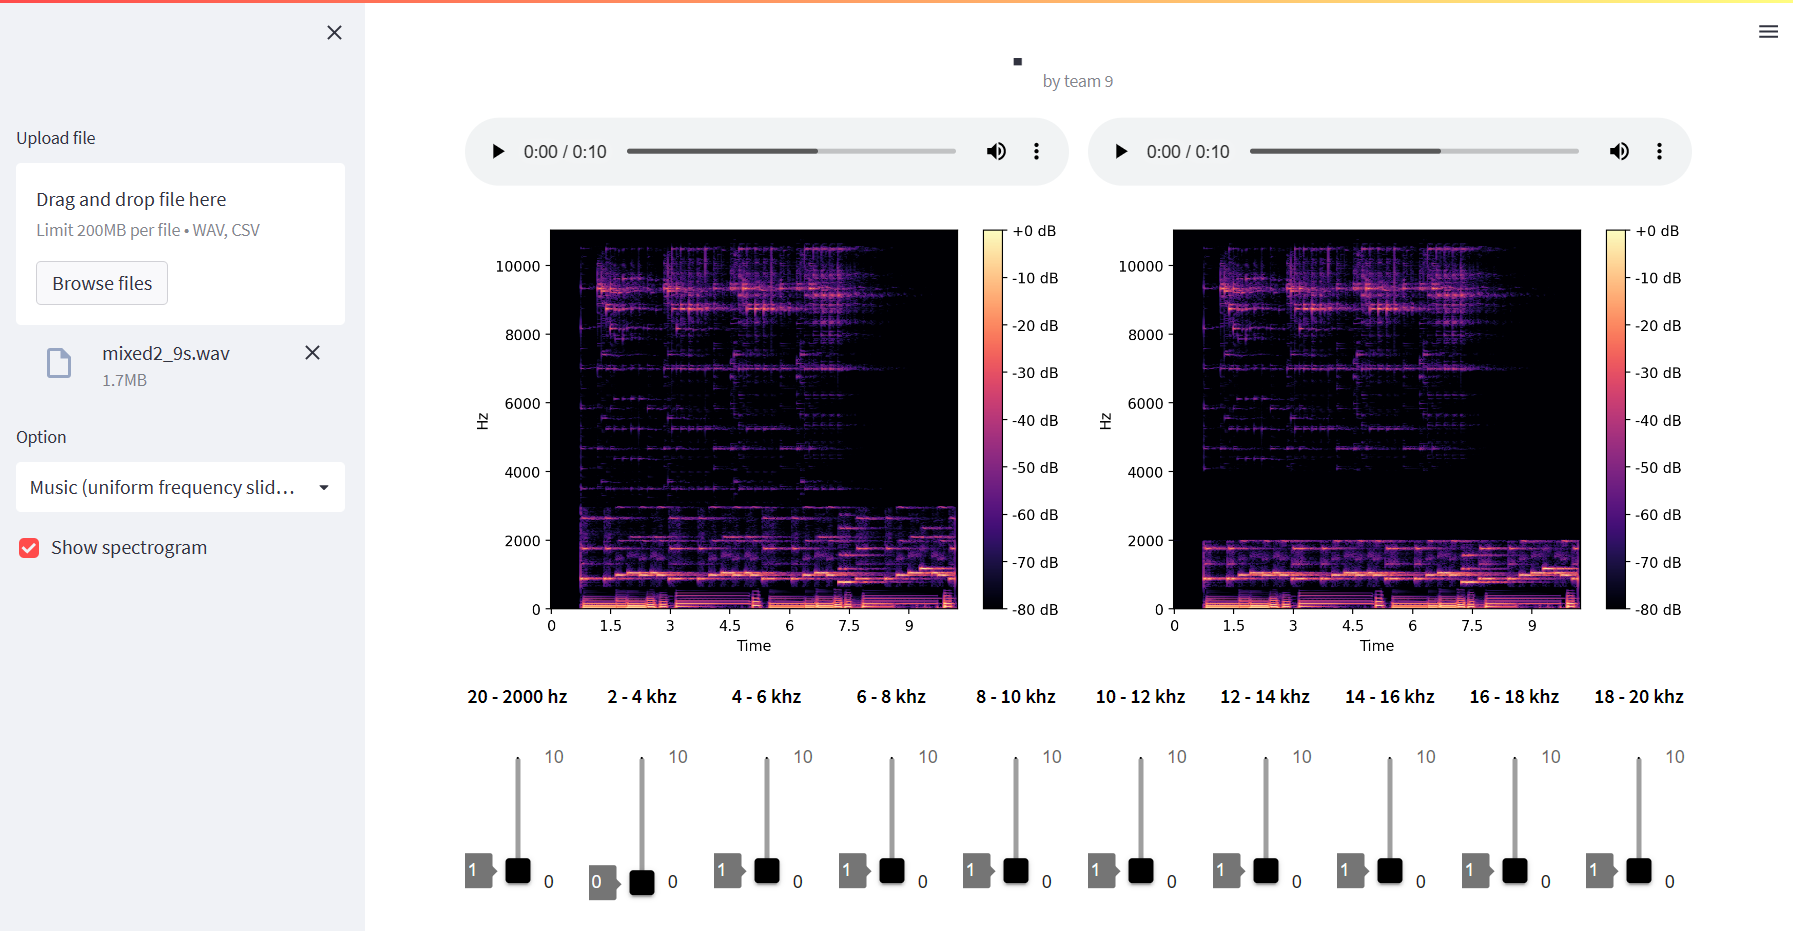 by team 9
Upload file
Drag and drop file here
Limit 200MB per file • WAV, CSV
Browse files
mixed2_9s.wav
1.7MB
Option
Music (uniform frequency slid...
Show spectrogram
0:00 / 0:10
0:00 / 0:10
Hz
10000
8000
6000
4000
2000
0
0 1.5 3 4.5 6 7.5 9
Time
+0 dB
-10 dB
-20 dB
-30 dB
-40 dB
-50 dB
-60 dB
-70 dB
-80 dB
Hz
10000
8000
6000
4000
2000
0
0 1.5 3 4.5 6 7.5 9
Time
+0 dB
-10 dB
-20 dB
-30 dB
-40 dB
-50 dB
-60 dB
-70 dB
-80 dB
20 - 2000 hz 2 - 4 khz 4 - 6 khz 6 - 8 khz 8 - 10 khz 10 - 12 khz 12 - 14 khz 14 - 16 khz 16 - 18 khz 18 - 20 khz
10 10 10 10 10 10 10 10 10 10
1 0 1 1 1 1 1 1 1 1
0 0 0 0 0 0 0 0 0 0